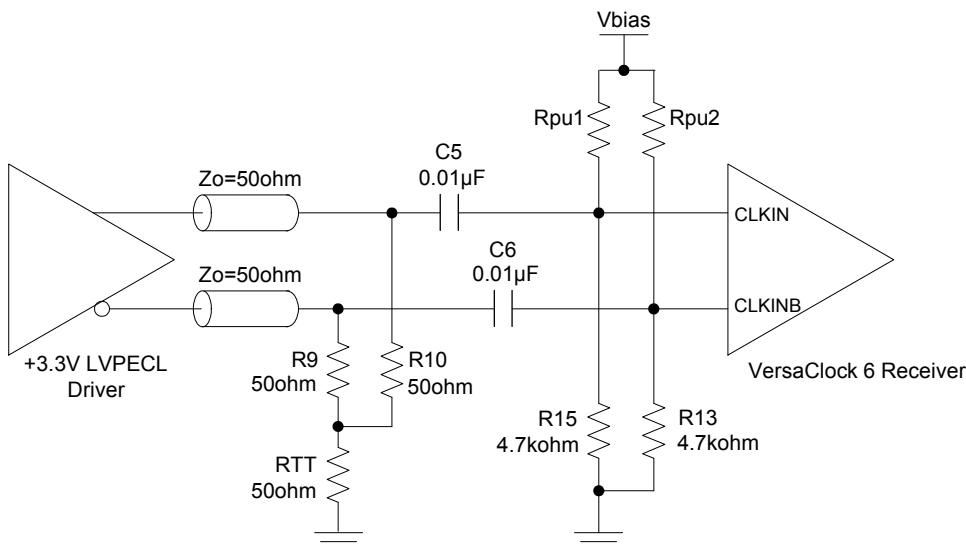 Vbias
Rpu1
Rpu2
C5
0.01µF
Zo=50ohm
CLKIN
C6
0.01µF
Zo=50ohm
CLKINB
+3.3V LVPECL
Driver
R9
50ohm
R10
50ohm
VersaClock 6 Receiver
R15
4.7kohm
R13
4.7kohm
RTT
50ohm